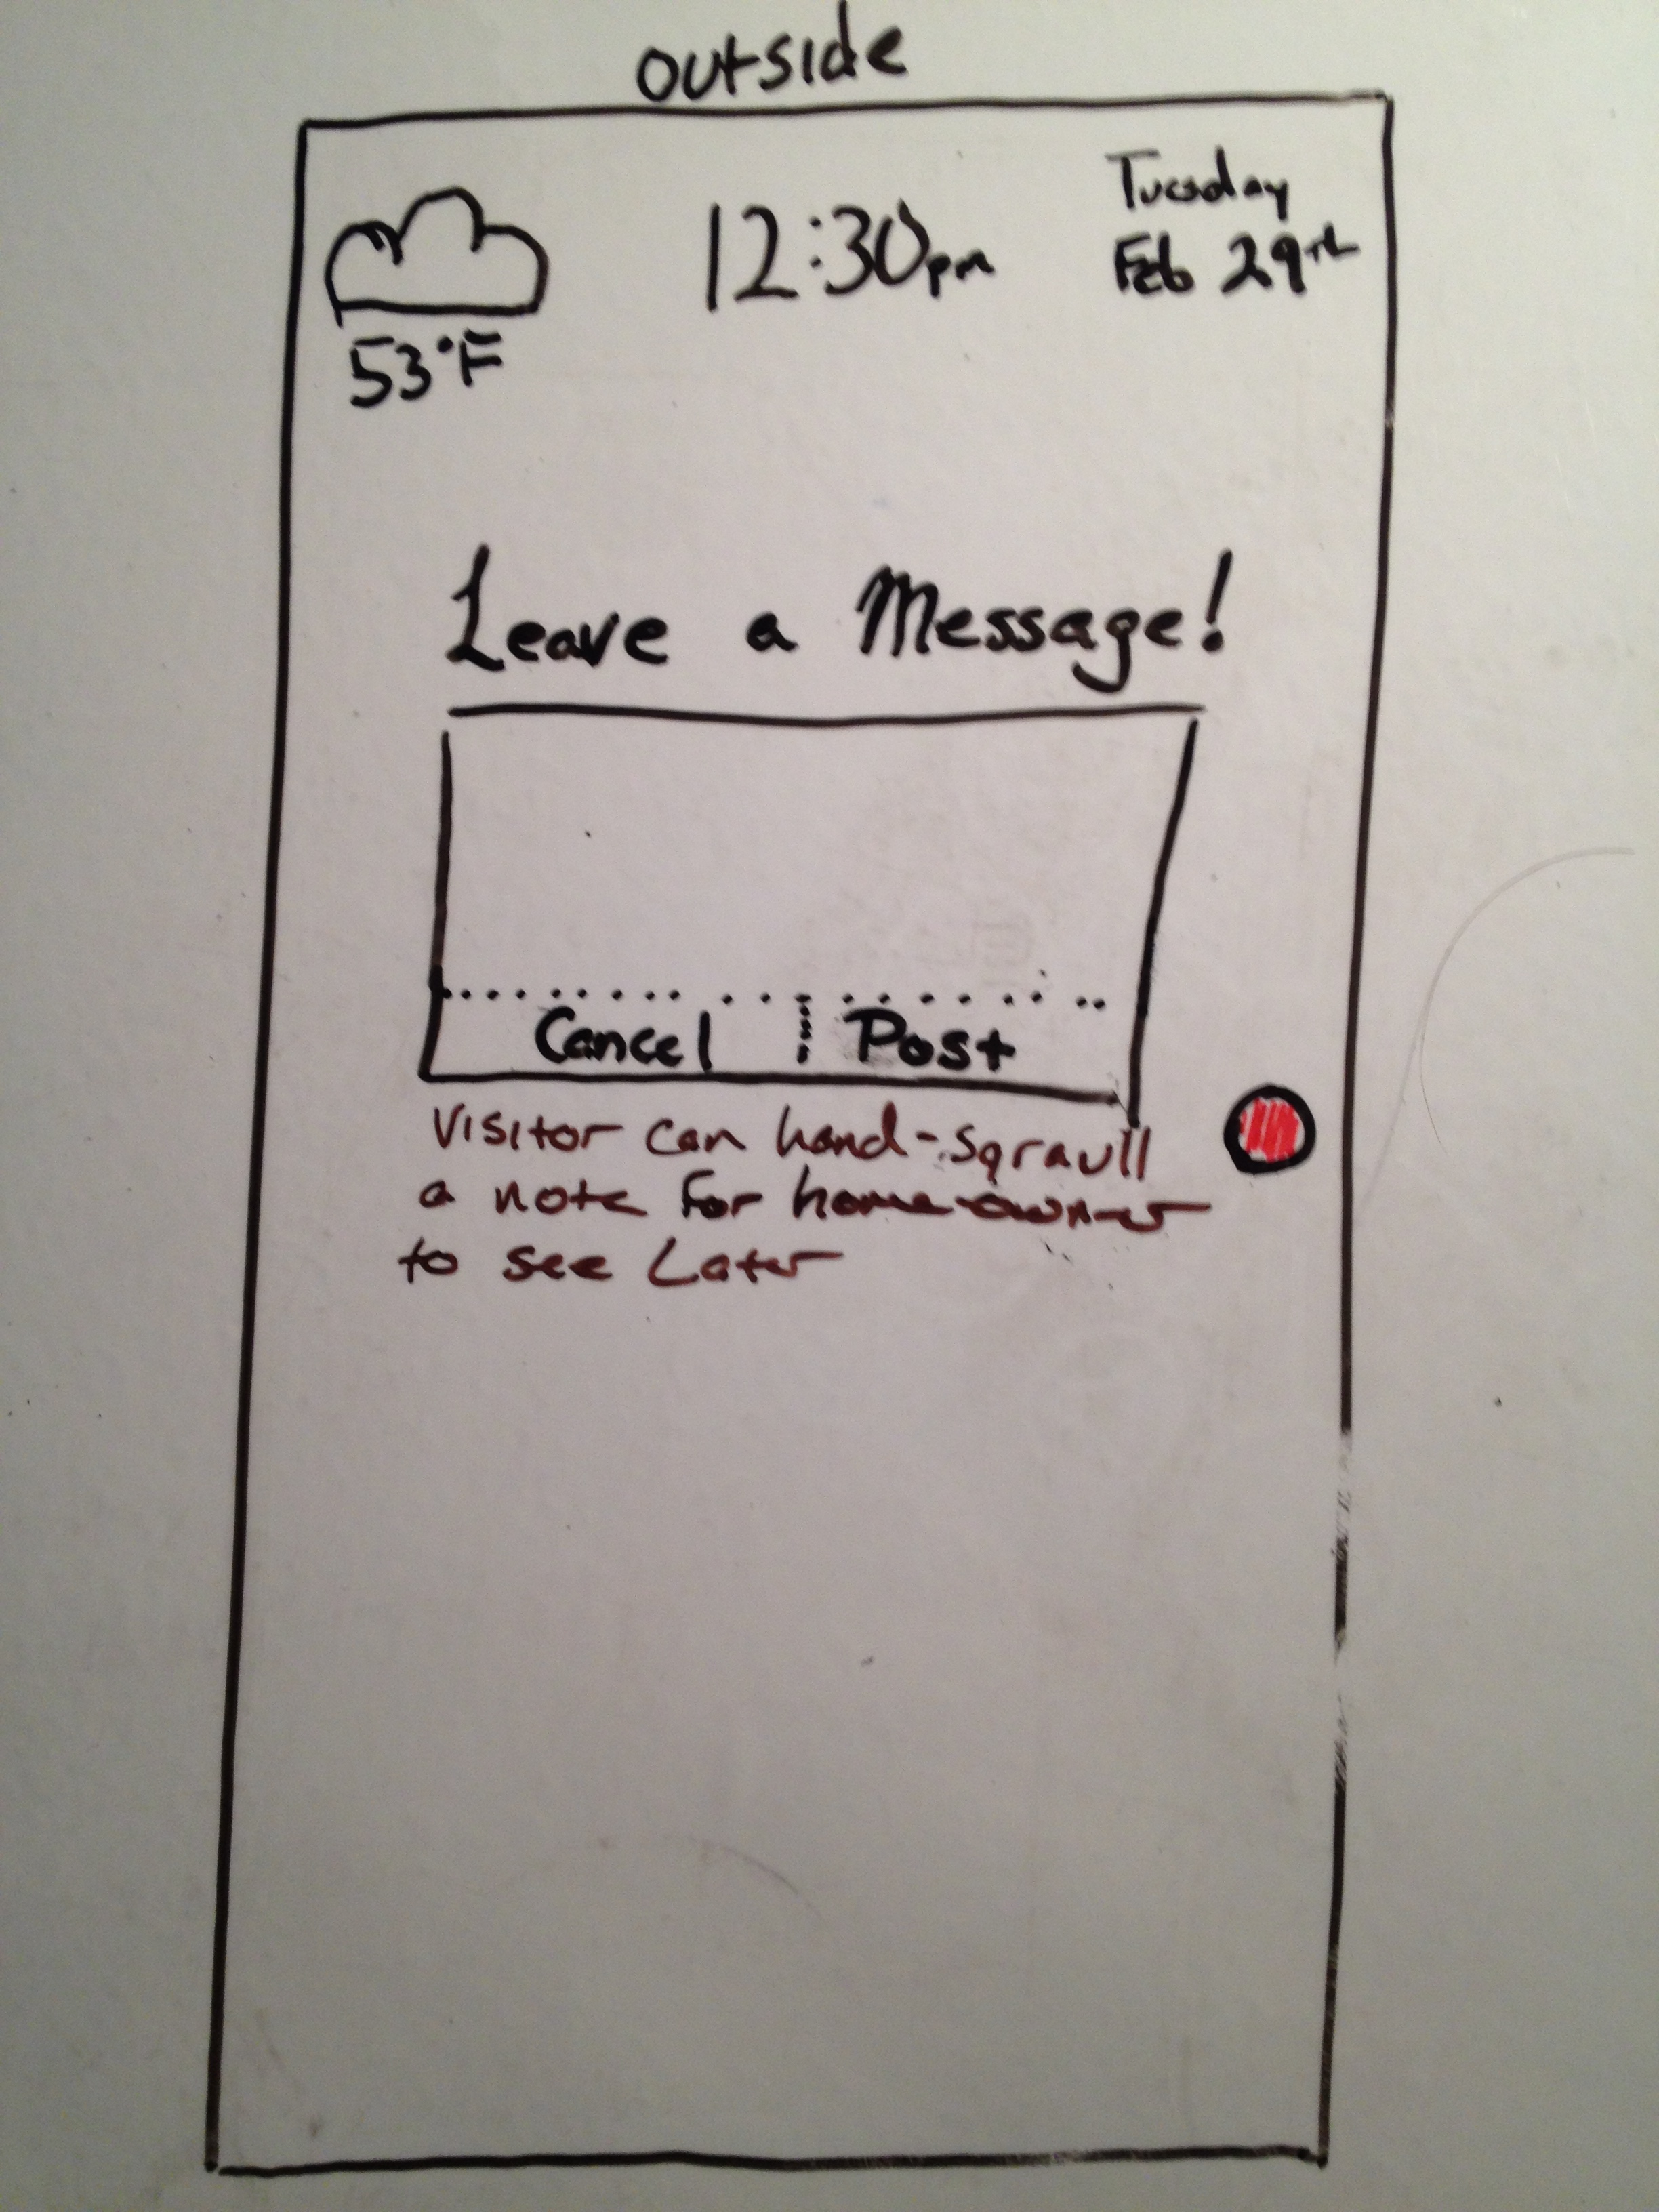 outside
53°F
12:30pm
Tuesday
Feb 29th
Leave a Message!
Cancel
Post
Visitor can hand-sqraull
a note For home-owner
to see Later